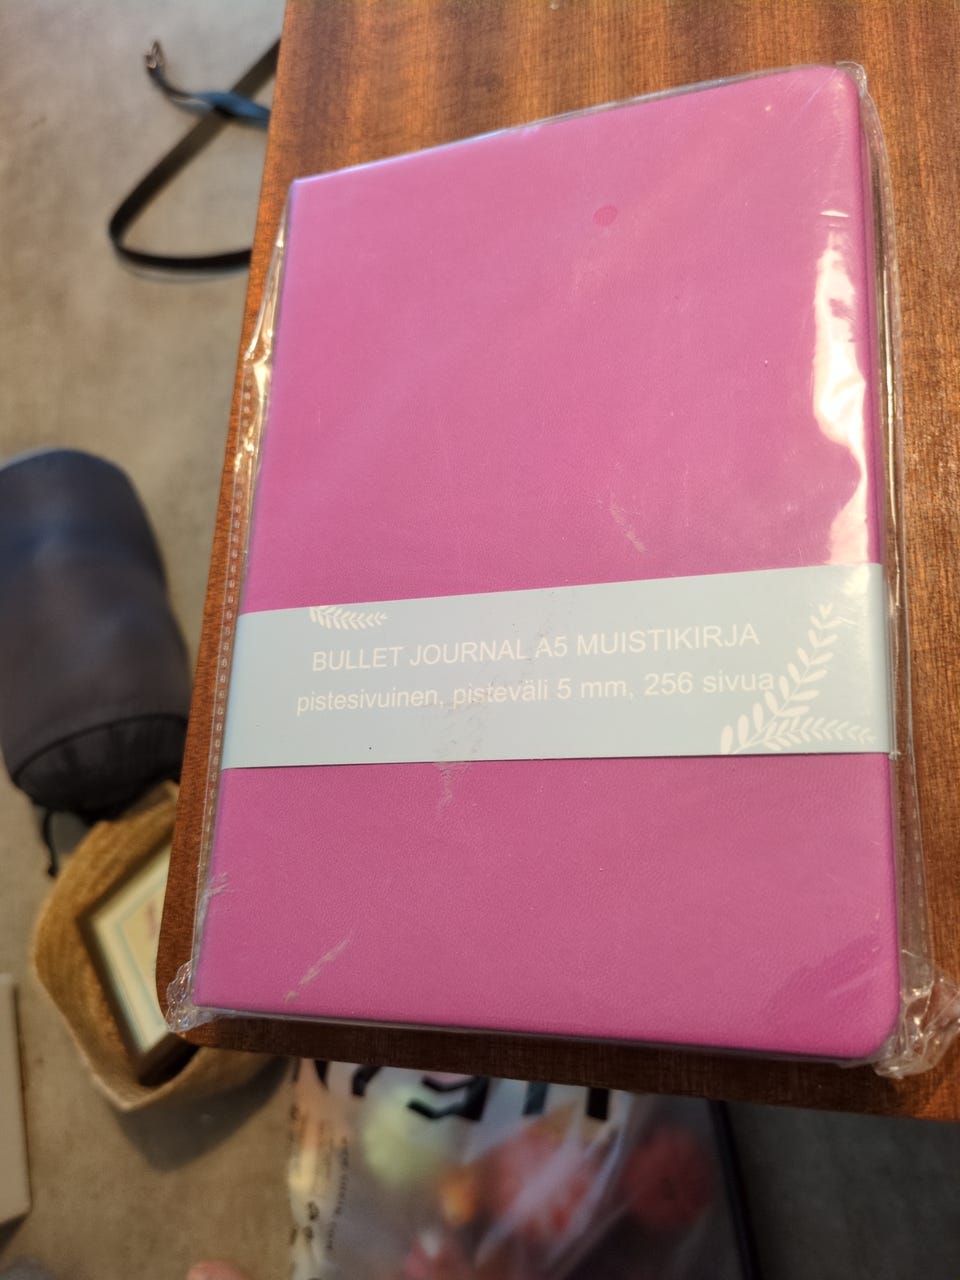 BULLET JOURNAL A5 MUISTIKIRJA
pistesivuinen, pisteväli 5 mm, 256 sivua